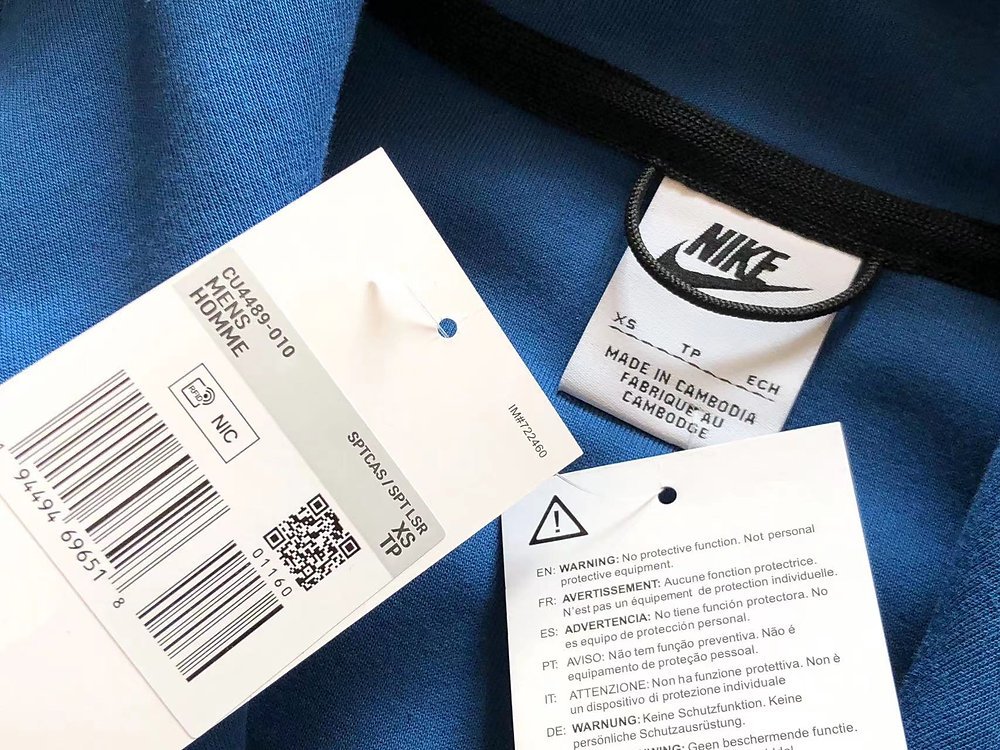 CU4489-010
MENS
HOMME
RFID
NIC
SPTCAS / SPT LSR
XS
TP
IM#722460
94494 69651 8
01160
NIKE
XS
TP
ECH
MADE IN CAMBODIA
FABRIQUE AU
CAMBODGE
!
EN: WARNING: No protective function. Not personal
protective equipment.
FR: AVERTISSEMENT: Aucune fonction protectrice.
N'est pas un équipement de protection individuelle.
ES: ADVERTENCIA: No tiene función protectora. No
es equipo de protección personal.
PT: AVISO: Não tem função preventiva. Não é
equipamento de proteção pessoal.
IT: ATTENZIONE: Non ha funzione protettiva. Non è
un dispositivo di protezione individuale
DE: WARNUNG: Keine Schutzfunktion. Keine
persönliche Schutzausrüstung.
Geen beschermende functie.